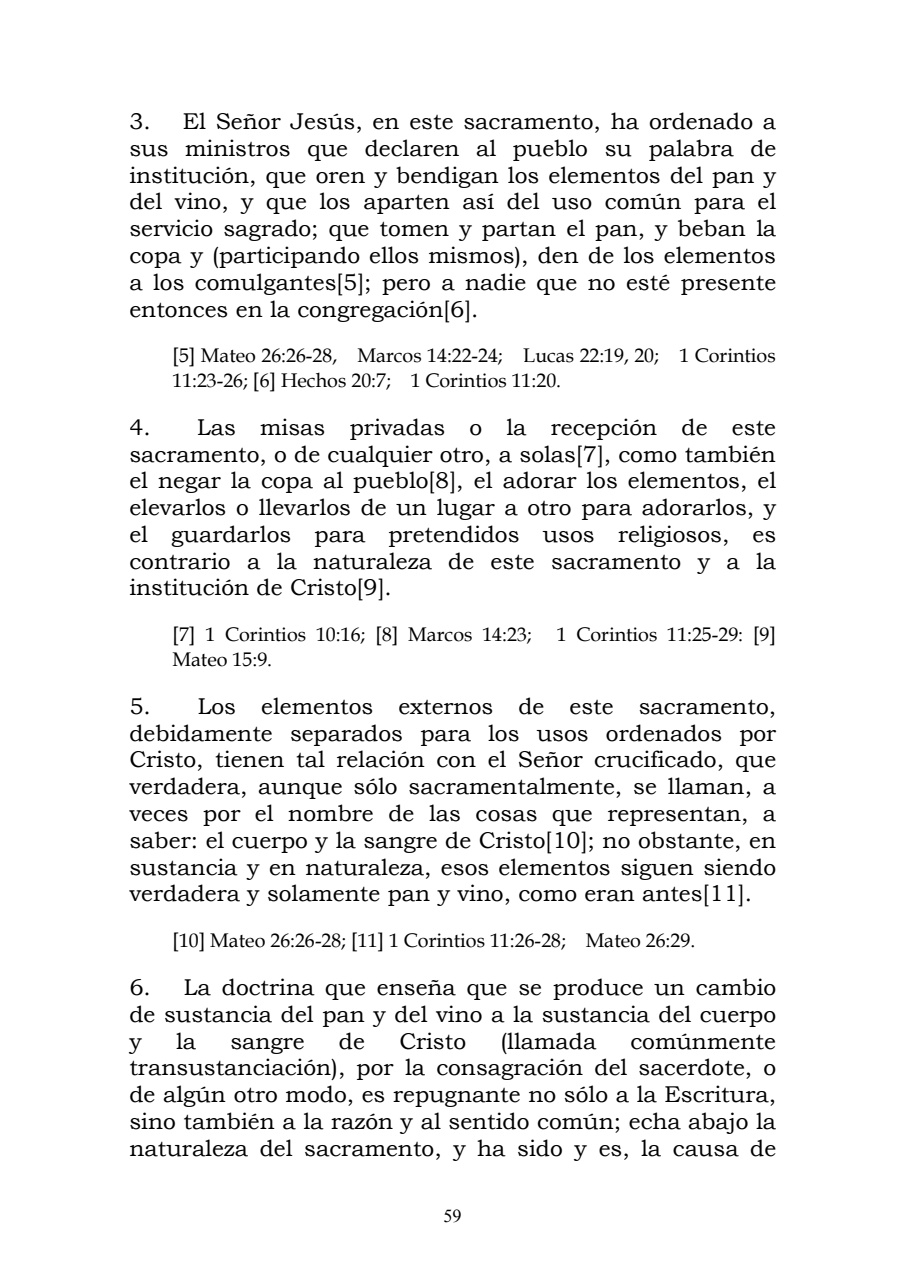 3. El Señor Jesús, en este sacramento, ha ordenado a
sus ministros que declaren al pueblo su palabra de
institución, que oren y bendigan los elementos del pan y
del vino, y que los aparten así del uso común para el
servicio sagrado; que tomen y partan el pan, y beban la
copa y (participando ellos mismos), den de los elementos
a los comulgantes[5]; pero a nadie que no esté presente
entonces en la congregación[6].
[5] Mateo 26:26-28, Marcos 14:22-24; Lucas 22:19, 20; 1 Corintios
11:23-26; [6] Hechos 20:7; 1 Corintios 11:20.
4. Las misas privadas o la recepción de este
sacramento, o de cualquier otro, a solas[7], como también
el negar la copa al pueblo[8], el adorar los elementos, el
elevarlos o llevarlos de un lugar a otro para adorarlos, y
el guardarlos para pretendidos usos religiosos, es
contrario a la naturaleza de este sacramento y a la
institución de Cristo[9].
[7] 1 Corintios 10:16; [8] Marcos 14:23; 1 Corintios 11:25-29: [9]
Mateo 15:9.
5. Los elementos externos de este sacramento,
debidamente separados para los usos ordenados por
Cristo, tienen tal relación con el Señor crucificado, que
verdadera, aunque sólo sacramentalmente, se llaman, a
veces por el nombre de las cosas que representan, a
saber: el cuerpo y la sangre de Cristo[10]; no obstante, en
sustancia y en naturaleza, esos elementos siguen siendo
verdadera y solamente pan y vino, como eran antes[11].
[10] Mateo 26:26-28; [11] 1 Corintios 11:26-28; Mateo 26:29.
6. La doctrina que enseña que se produce un cambio
de sustancia del pan y del vino a la sustancia del cuerpo
y la sangre de Cristo (llamada comúnmente
transustanciación), por la consagración del sacerdote, o
de algún otro modo, es repugnante no sólo a la Escritura,
sino también a la razón y al sentido común; echa abajo la
naturaleza del sacramento, y ha sido y es, la causa de
59